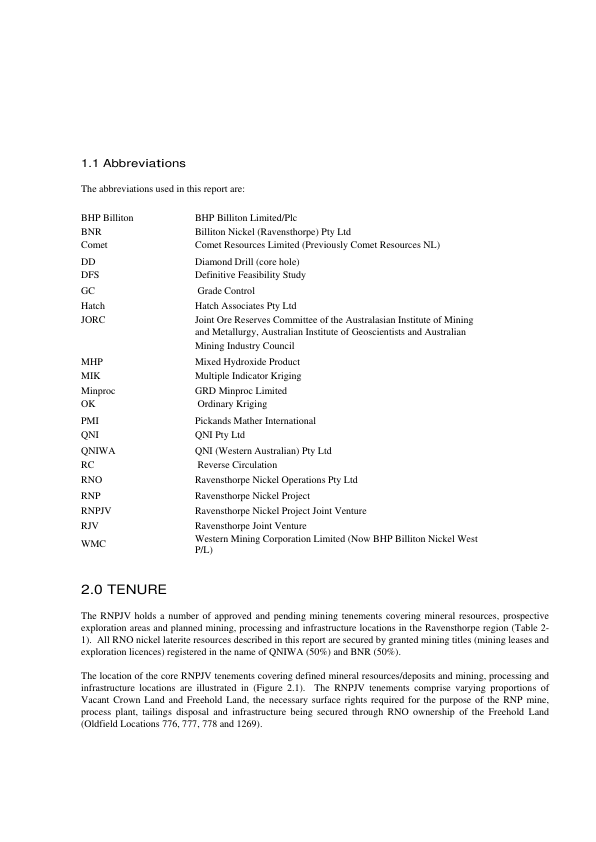 1.1 Abbreviations
The abbreviations used in this report are:
BHP Billiton BHP Billiton Limited/Plc
BNR Billiton Nickel (Ravensthorpe) Pty Ltd
Comet Comet Resources Limited (Previously Comet Resources NL)
DD Diamond Drill (core hole)
DFS Definitive Feasibility Study
GC Grade Control
Hatch Hatch Associates Pty Ltd
JORC Joint Ore Reserves Committee of the Australasian Institute of Mining
and Metallurgy, Australian Institute of Geoscientists and Australian
Mining Industry Council
MHP Mixed Hydroxide Product
MIK Multiple Indicator Kriging
Minproc GRD Minproc Limited
OK Ordinary Kriging
PMI Pickands Mather International
QNI QNI Pty Ltd
QNIWA QNI (Western Australian) Pty Ltd
RC Reverse Circulation
RNO Ravensthorpe Nickel Operations Pty Ltd
RNP Ravensthorpe Nickel Project
RNPJV Ravensthorpe Nickel Project Joint Venture
RJV Ravensthorpe Joint Venture
WMC Western Mining Corporation Limited (Now BHP Billiton Nickel West
P/L)
2.0 TENURE
The RNPJV holds a number of approved and pending mining tenements covering mineral resources, prospective
exploration areas and planned mining, processing and infrastructure locations in the Ravensthorpe region (Table 2-
1). All RNO nickel laterite resources described in this report are secured by granted mining titles (mining leases and
exploration licences) registered in the name of QNIWA (50%) and BNR (50%).
The location of the core RNPJV tenements covering defined mineral resources/deposits and mining, processing and
infrastructure locations are illustrated in (Figure 2.1). The RNPJV tenements comprise varying proportions of
Vacant Crown Land and Freehold Land, the necessary surface rights required for the purpose of the RNP mine,
process plant, tailings disposal and infrastructure being secured through RNO ownership of the Freehold Land
(Oldfield Locations 776, 777, 778 and 1269).